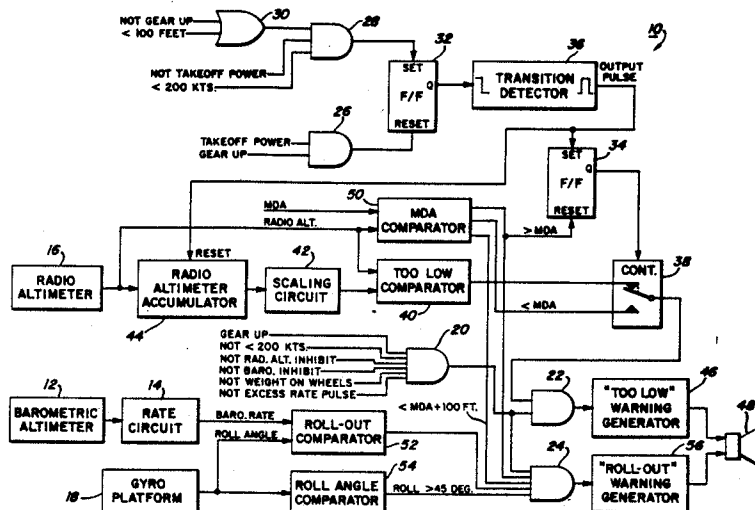 NOT GEAR UP
< 100 FEET
30
28
NOT TAKEOFF POWER
< 200 KTS.
32
SET
Q
F/F
RESET
36
TRANSITION
DETECTOR
10
OUTPUT
PULSE
TAKEOFF POWER
GEAR UP
26
34
SET
Q
F/F
RESET
MDA
RADIO ALT.
50
MDA
COMPARATOR
> MDA
16
RADIO
ALTIMETER
RESET
RADIO
ALTIMETER
ACCUMULATOR
44
42
SCALING
CIRCUIT
TOO LOW
COMPARATOR
40
CONT.
38
< MDA
GEAR UP
NOT < 200 KTS.
NOT RAD. ALT. INHIBIT
NOT BARO. INHIBIT
NOT WEIGHT ON WHEELS
NOT EXCESS RATE PULSE
20
12
BAROMETRIC
ALTIMETER
14
RATE
CIRCUIT
BARO. RATE
ROLL ANGLE
ROLL-OUT
COMPARATOR
52
< MDA + 100 FT.
22
46
"TOO LOW"
WARNING
GENERATOR
48
18
GYRO
PLATFORM
54
ROLL ANGLE
COMPARATOR
ROLL > 45 DEG.
24
56
"ROLL-OUT"
WARNING
GENERATOR